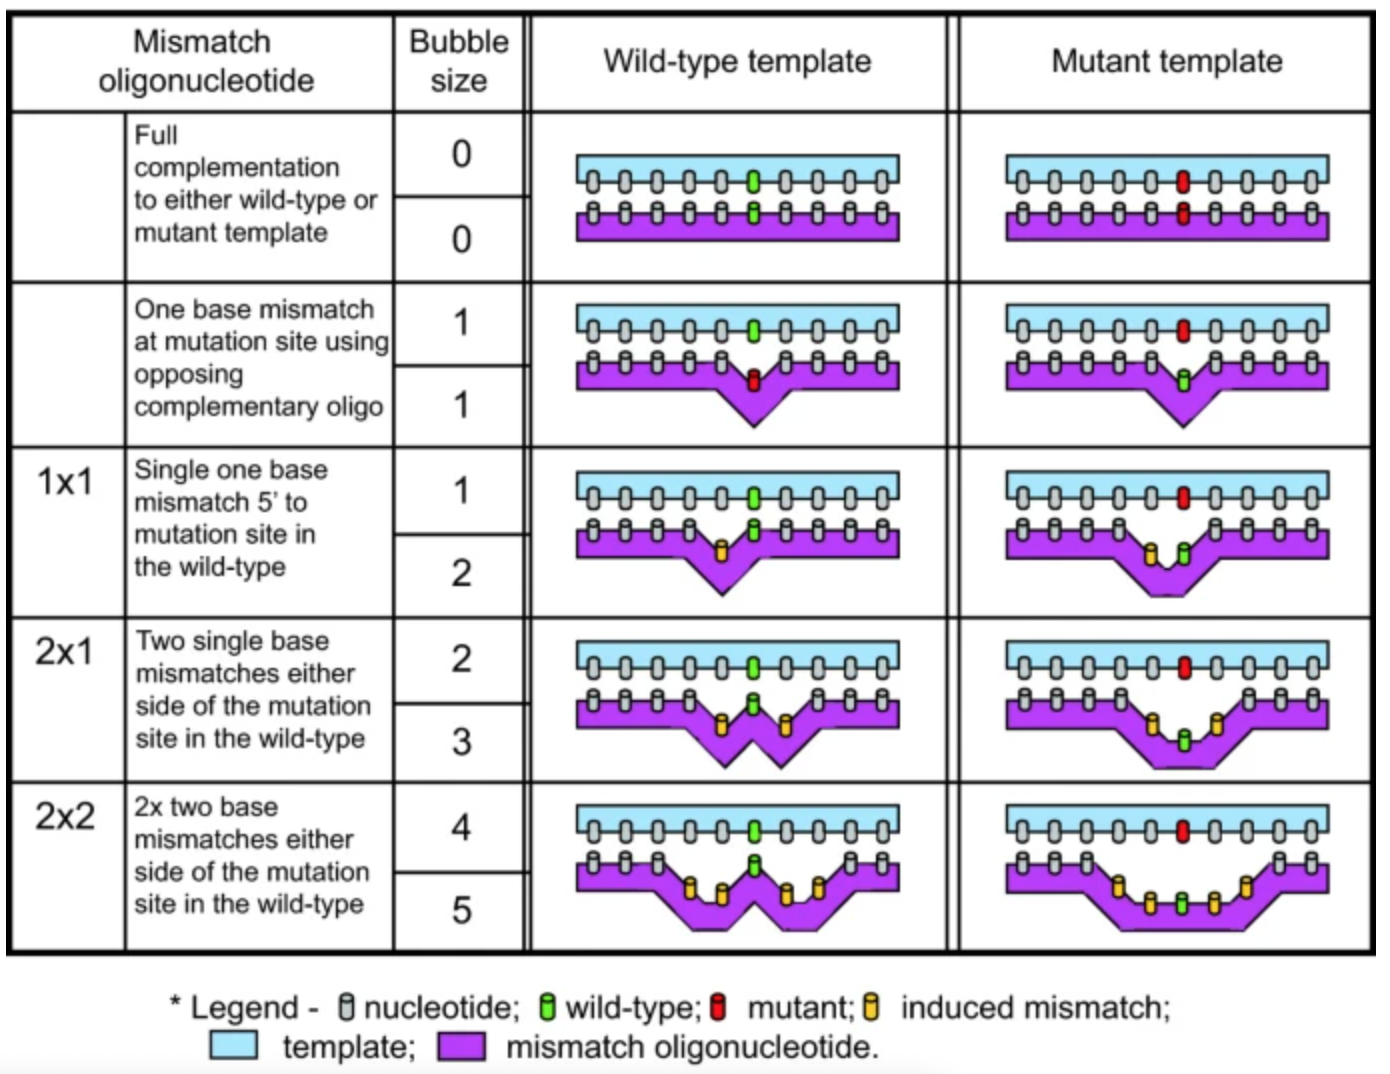 Mismatch
oligonucleotide
Bubble
size
Wild-type template
Mutant template
Full
complementation
to either wild-type or
mutant template
0
0
One base mismatch
at mutation site using
opposing
complementary oligo
1
1
1x1
Single one base
mismatch 5’ to
mutation site in
the wild-type
1
2
2x1
Two single base
mismatches either
side of the mutation
site in the wild-type
2
3
2x2
2x two base
mismatches either
side of the mutation
site in the wild-type
4
5
* Legend - nucleotide; wild-type; mutant; induced mismatch;
template; mismatch oligonucleotide.